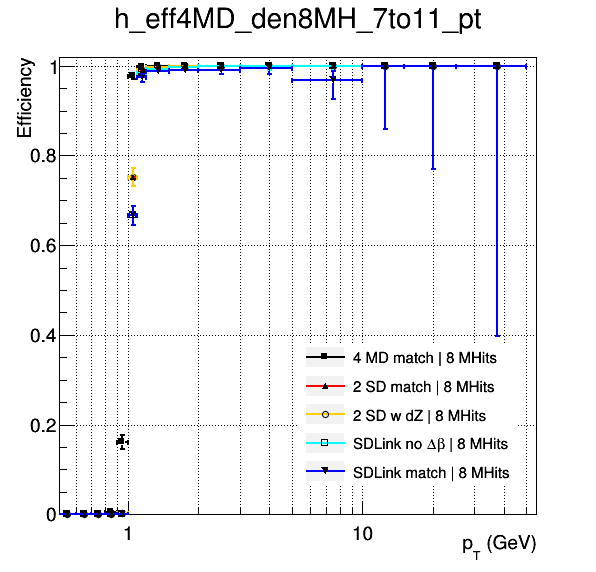 h_eff4MD_den8MH_7to11_pt
Efficiency
1
0.8
0.6
0.4
0.2
0
4 MD match | 8 MHits
2 SD match | 8 MHits
2 SD w dZ | 8 MHits
SDLink no Δβ | 8 MHits
SDLink match | 8 MHits
1
10
p_T (GeV)